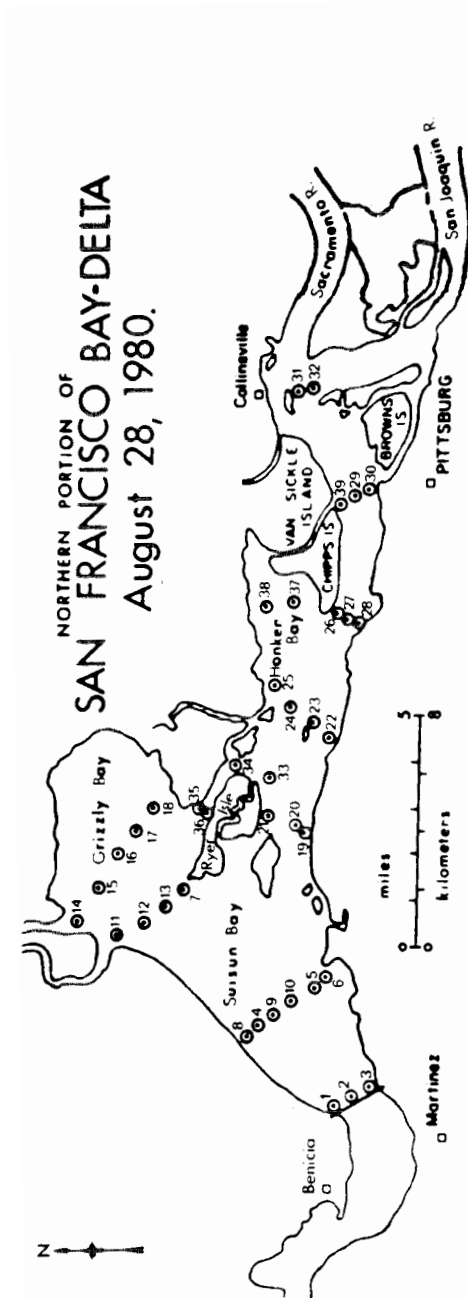 NORTHERN PORTION OF
SAN FRANCISCO BAY-DELTA
August 28, 1980.
N
Benicia
Martinez
Suisun Bay
Grizzly Bay
Ryer Isle
Honker Bay
VAN SICKLE ISLAND
CHIPPS IS
BROWNS IS
Collinsville
PITTSBURG
Sacramento R.
San Joaquin R.
1
2
3
8
4
9
10
5
6
14
15
16
17
18
11
12
13
7
35
36
34
33
20
19
25
24
23
22
38
37
26
27
28
39
29
30
31
32
miles
0 5
0 8
kilometers